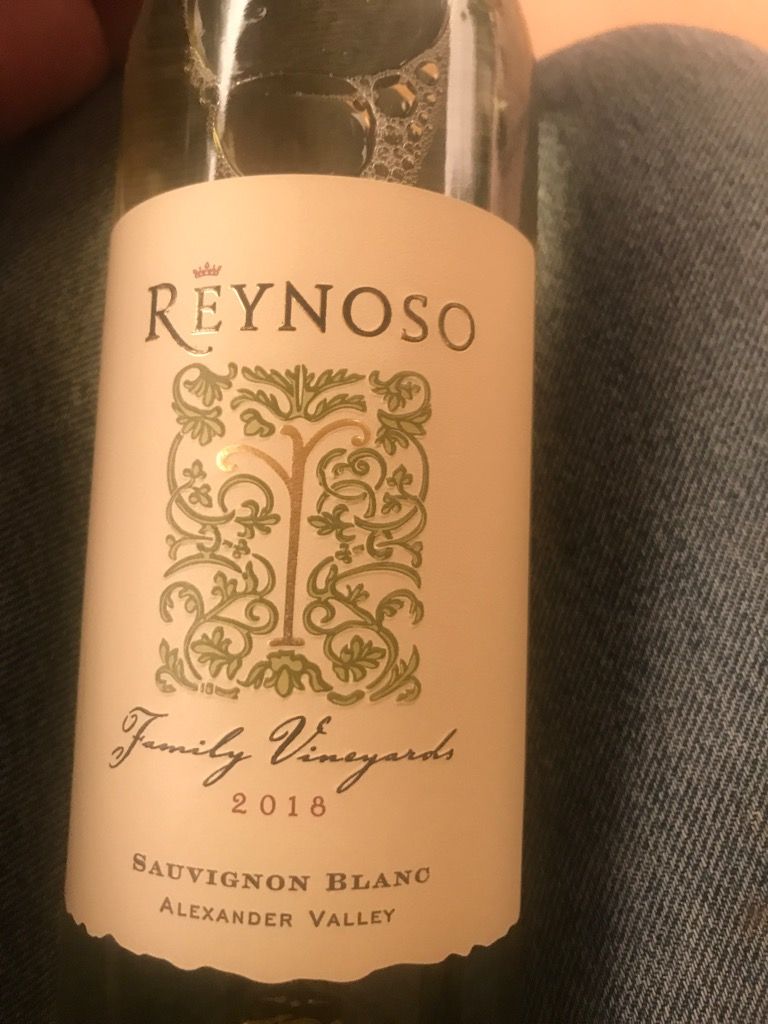 REYNOSO
Family Vineyards
2018
SAUVIGNON BLANC
ALEXANDER VALLEY